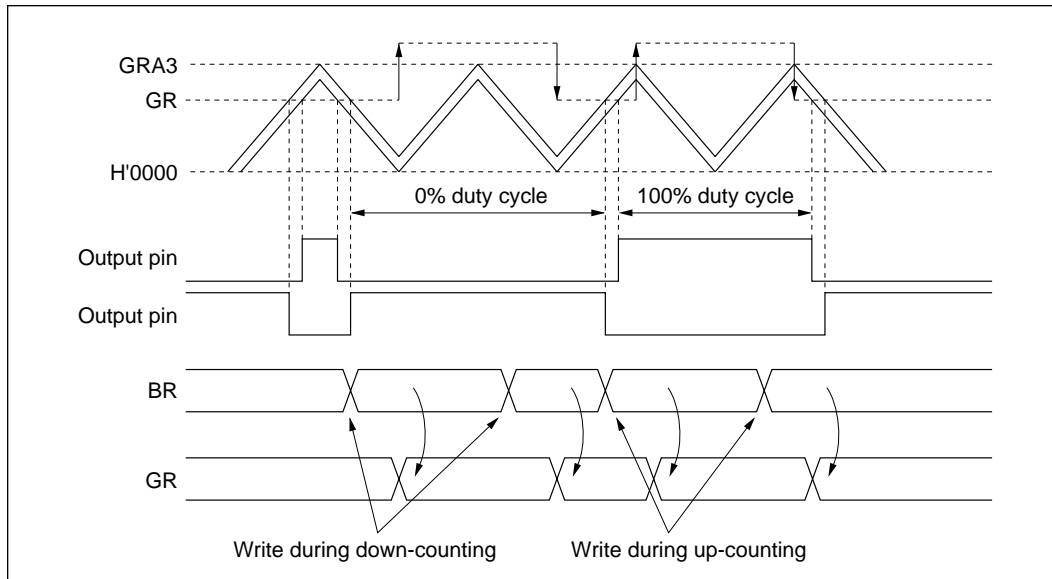 GRA3
GR
H'0000
0% duty cycle
100% duty cycle
Output pin
Output pin
BR
GR
Write during down-counting
Write during up-counting